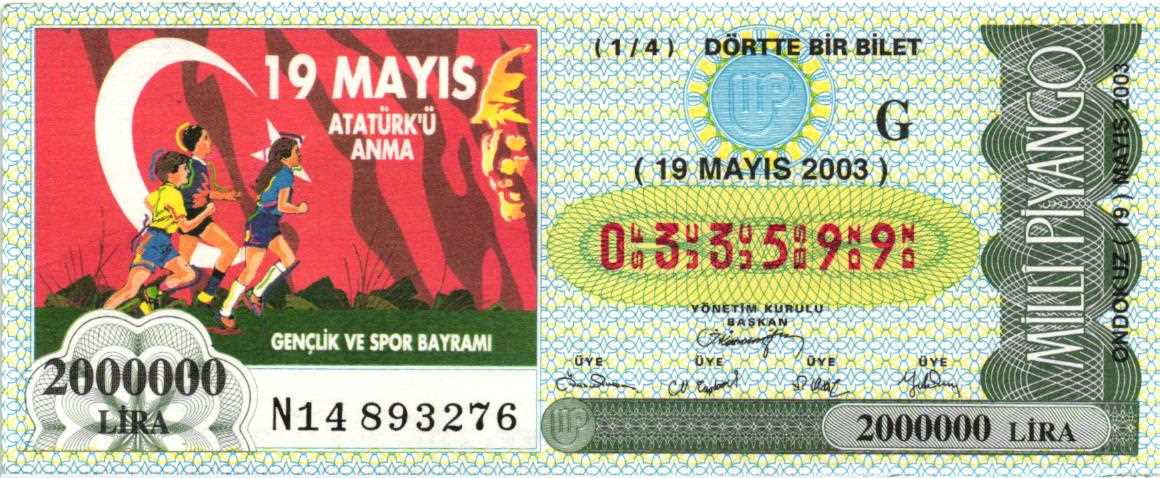 19 MAYIS
ATATÜRK'Ü
ANMA
GENÇLİK VE SPOR BAYRAMI
2000000
LİRA
N14 893276
( 1 / 4 ) DÖRTTE BİR BİLET
MP
G
( 19 MAYIS 2003 )
0 3 3 5 9 9
YÖNETİM KURULU
BAŞKAN
ÜYE ÜYE ÜYE ÜYE
MP
2000000 LİRA
MİLLİ PİYANGO
ONDOKUZ ( 19 ) MAYIS 2003